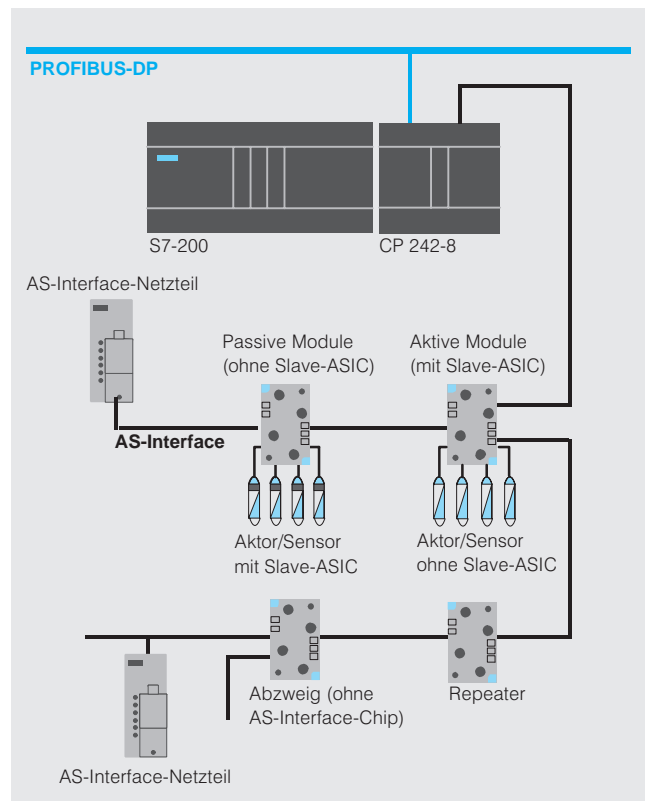 PROFIBUS-DP
S7-200
CP 242-8
AS-Interface-Netzteil
Passive Module
(ohne Slave-ASIC)
Aktive Module
(mit Slave-ASIC)
AS-Interface
Aktor/Sensor
mit Slave-ASIC
Aktor/Sensor
ohne Slave-ASIC
Abzweig (ohne
AS-Interface-Chip)
Repeater
AS-Interface-Netzteil